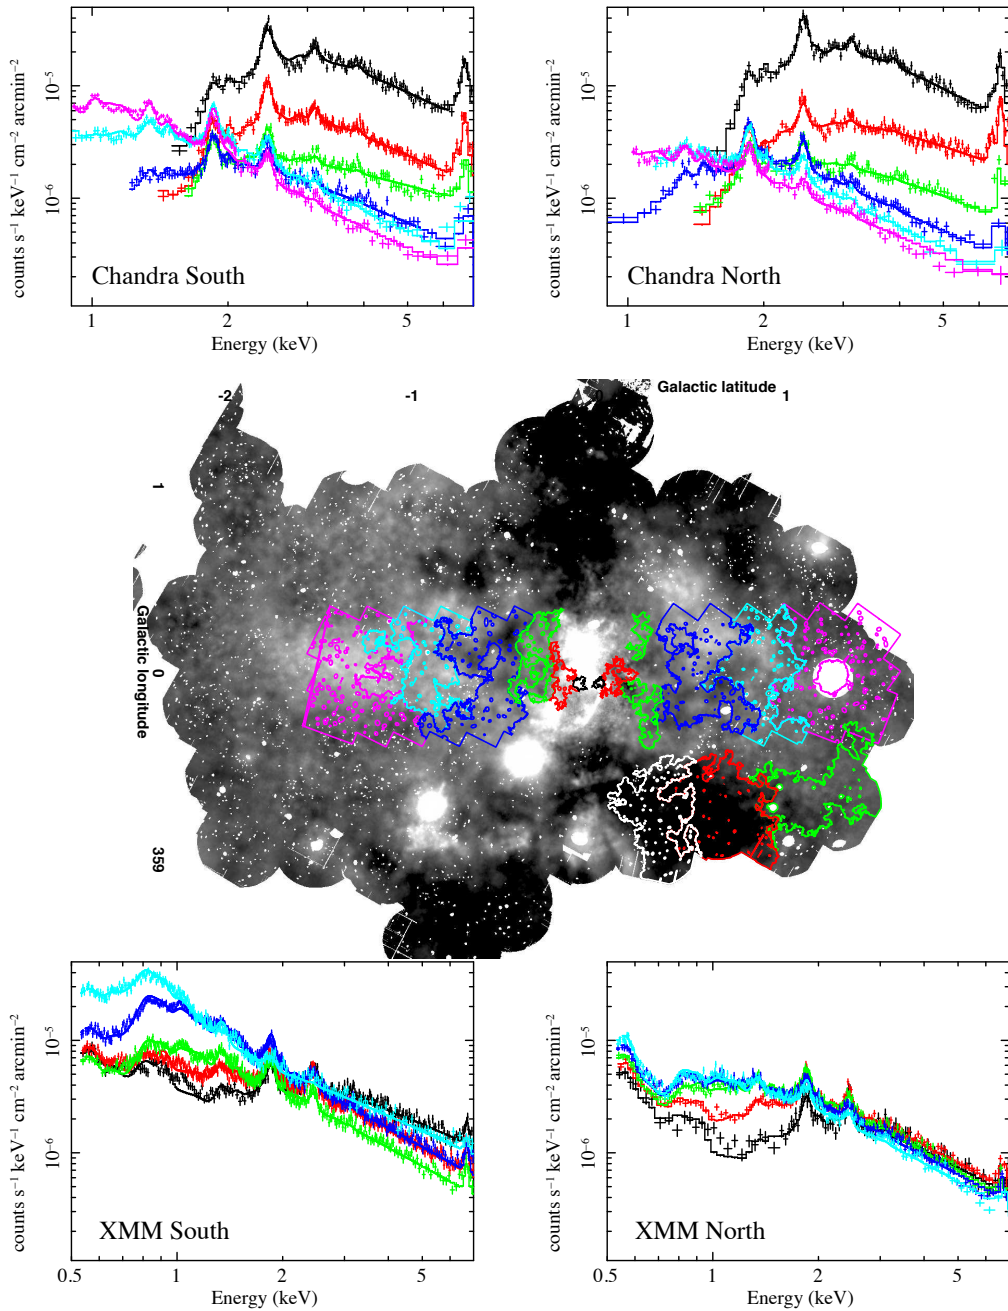 counts s⁻¹ keV⁻¹ cm⁻² arcmin⁻²
10⁻⁵
10⁻⁶
Chandra South
1 2 5
Energy (keV)
counts s⁻¹ keV⁻¹ cm⁻² arcmin⁻²
10⁻⁵
10⁻⁶
Chandra North
1 2 5
Energy (keV)
Galactic latitude
-2 -1 0 1
Galactic longitude
1
0
359
counts s⁻¹ keV⁻¹ cm⁻² arcmin⁻²
10⁻⁵
10⁻⁶
XMM South
0.5 1 2 5
Energy (keV)
counts s⁻¹ keV⁻¹ cm⁻² arcmin⁻²
10⁻⁵
10⁻⁶
XMM North
0.5 1 2 5
Energy (keV)